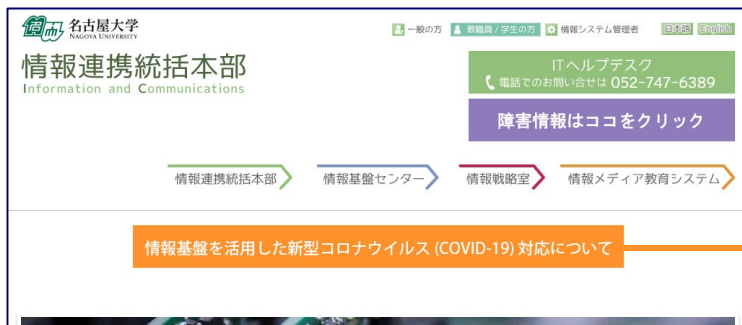 名古屋大学
NAGOYA UNIVERSITY
一般の方 教職員 / 学生の方 情報システム管理者 日本語 English
情報連携統括本部
Information and Communications
ITヘルプデスク
電話でのお問い合せは 052-747-6389
障害情報はココをクリック
情報連携統括本部 情報基盤センター 情報戦略室 情報メディア教育システム
情報基盤を活用した新型コロナウイルス (COVID-19) 対応について